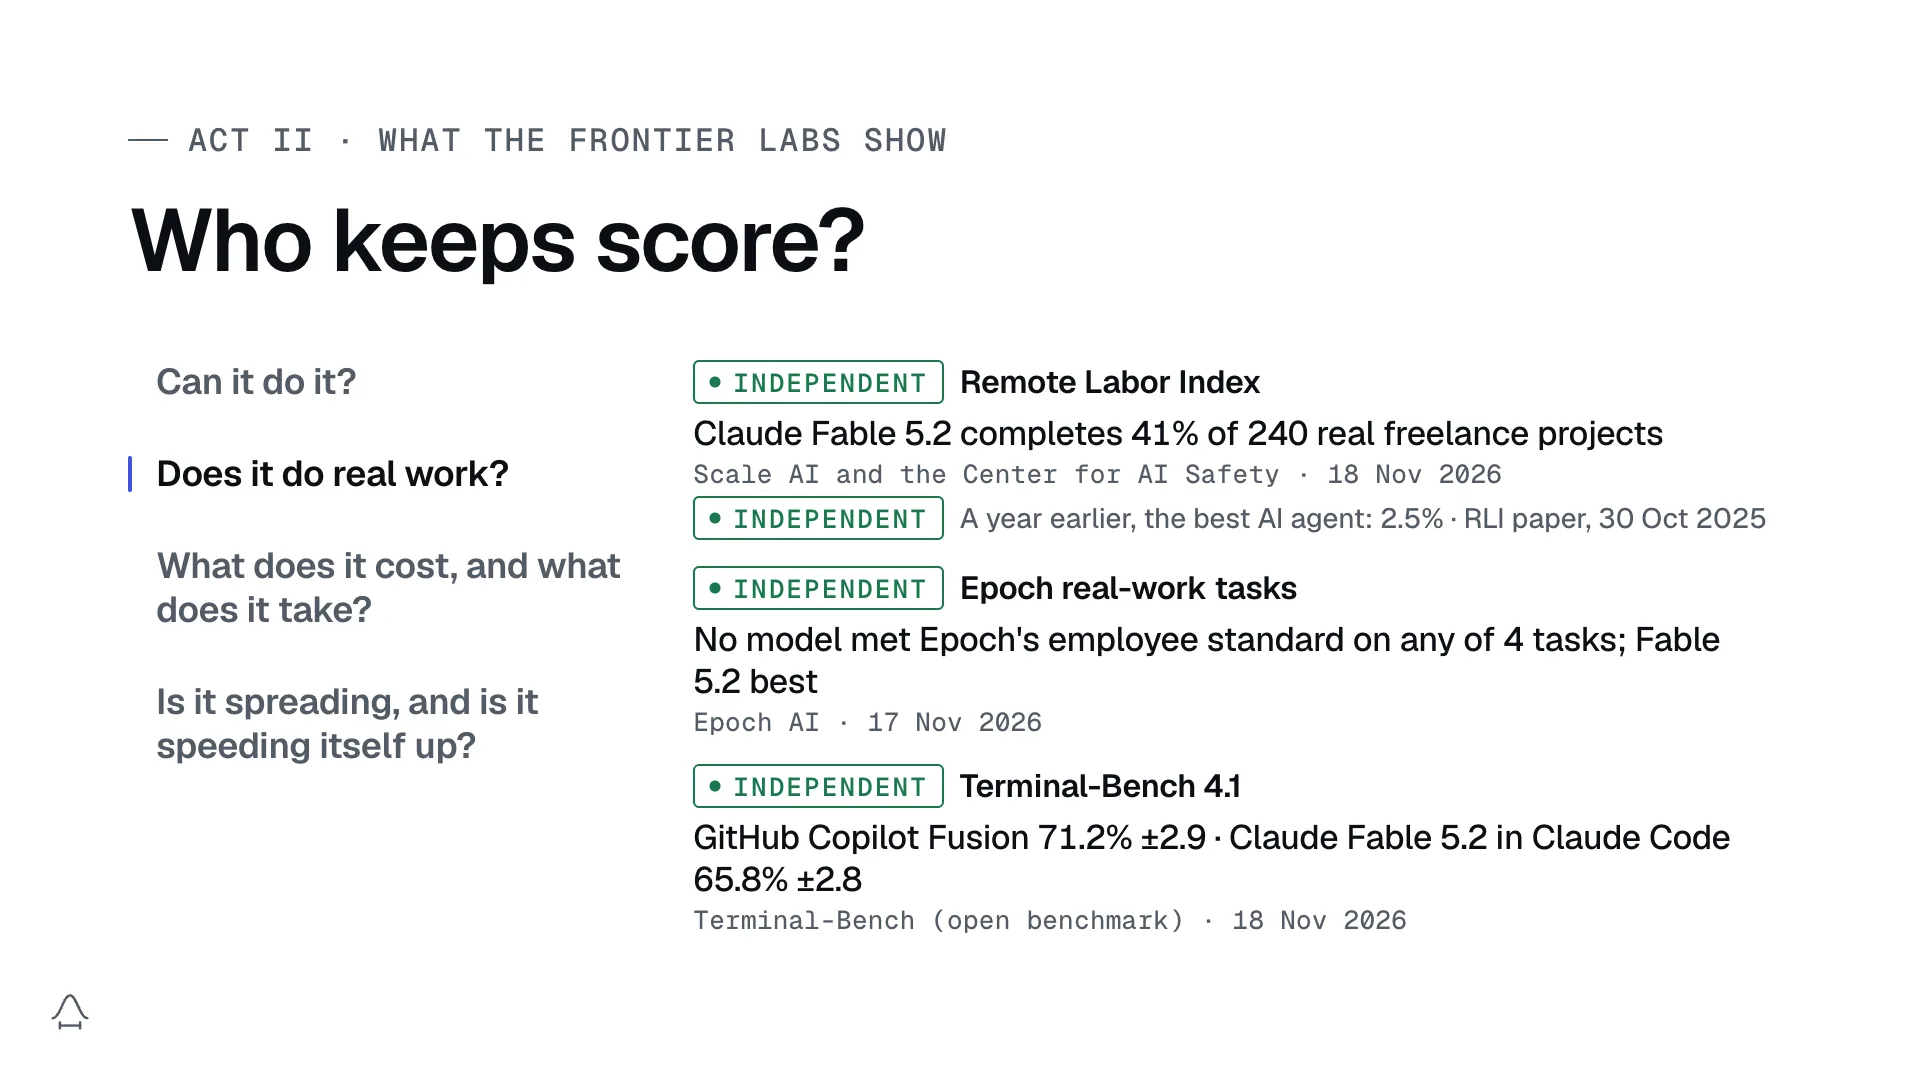 ACT II · WHAT THE FRONTIER LABS SHOW
Who keeps score?
Can it do it?
Does it do real work?
What does it cost, and what
does it take?
Is it spreading, and is it
speeding itself up?
• INDEPENDENT Remote Labor Index
Claude Fable 5.2 completes 41% of 240 real freelance projects
Scale AI and the Center for AI Safety · 18 Nov 2026
• INDEPENDENT A year earlier, the best AI agent: 2.5% · RLI paper, 30 Oct 2025
• INDEPENDENT Epoch real-work tasks
No model met Epoch's employee standard on any of 4 tasks; Fable
5.2 best
Epoch AI · 17 Nov 2026
• INDEPENDENT Terminal-Bench 4.1
GitHub Copilot Fusion 71.2% ±2.9 · Claude Fable 5.2 in Claude Code
65.8% ±2.8
Terminal-Bench (open benchmark) · 18 Nov 2026